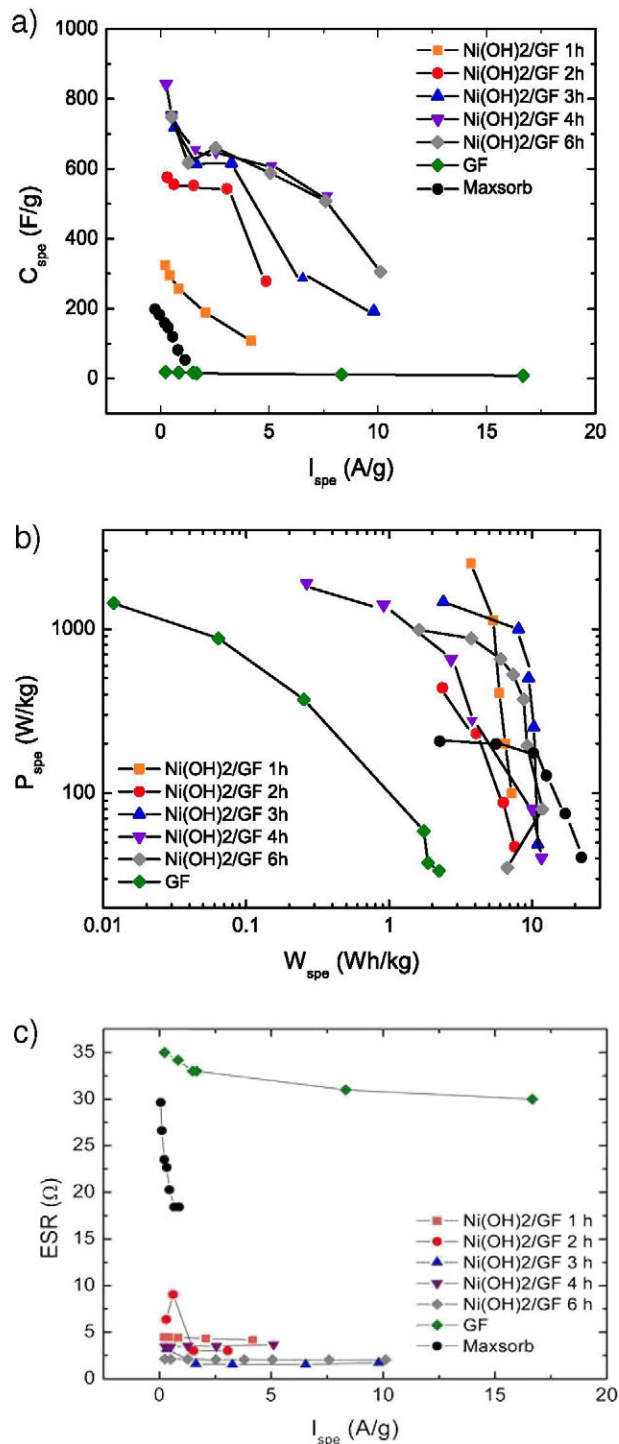 a)
1000
800
600
400
200
0
C_spe (F/g)
Ni(OH)2/GF 1h
Ni(OH)2/GF 2h
Ni(OH)2/GF 3h
Ni(OH)2/GF 4h
Ni(OH)2/GF 6h
GF
Maxsorb
0 5 10 15 20
I_spe (A/g)
b)
1000
100
P_spe (W/kg)
Ni(OH)2/GF 1h
Ni(OH)2/GF 2h
Ni(OH)2/GF 3h
Ni(OH)2/GF 4h
Ni(OH)2/GF 6h
GF
0.01 0.1 1 10
W_spe (Wh/kg)
c)
35
30
25
20
15
10
5
0
ESR (Ω)
Ni(OH)2/GF 1 h
Ni(OH)2/GF 2 h
Ni(OH)2/GF 3 h
Ni(OH)2/GF 4 h
Ni(OH)2/GF 6 h
GF
Maxsorb
0 5 10 15 20
I_spe (A/g)